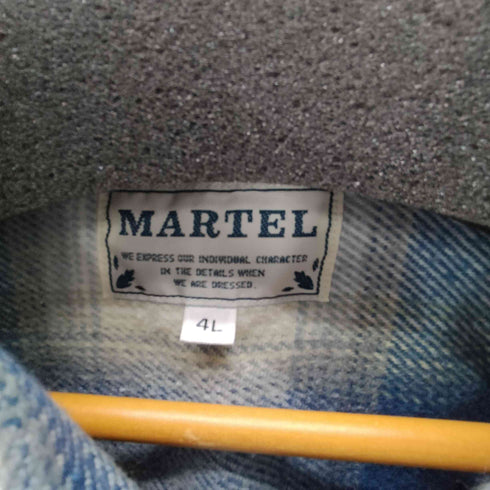 MARTEL
WE EXPRESS OUR INDIVIDUAL CHARACTER
IN THE DETAILS WHEN
WE ARE DRESSED.
4L